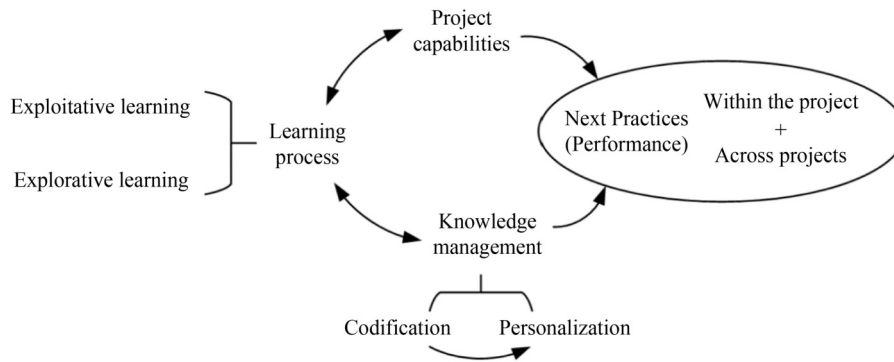 Project
capabilities
Exploitative learning
Explorative learning
Learning
process
Next Practices
(Performance)
Within the project
+
Across projects
Knowledge
management
Codification
Personalization